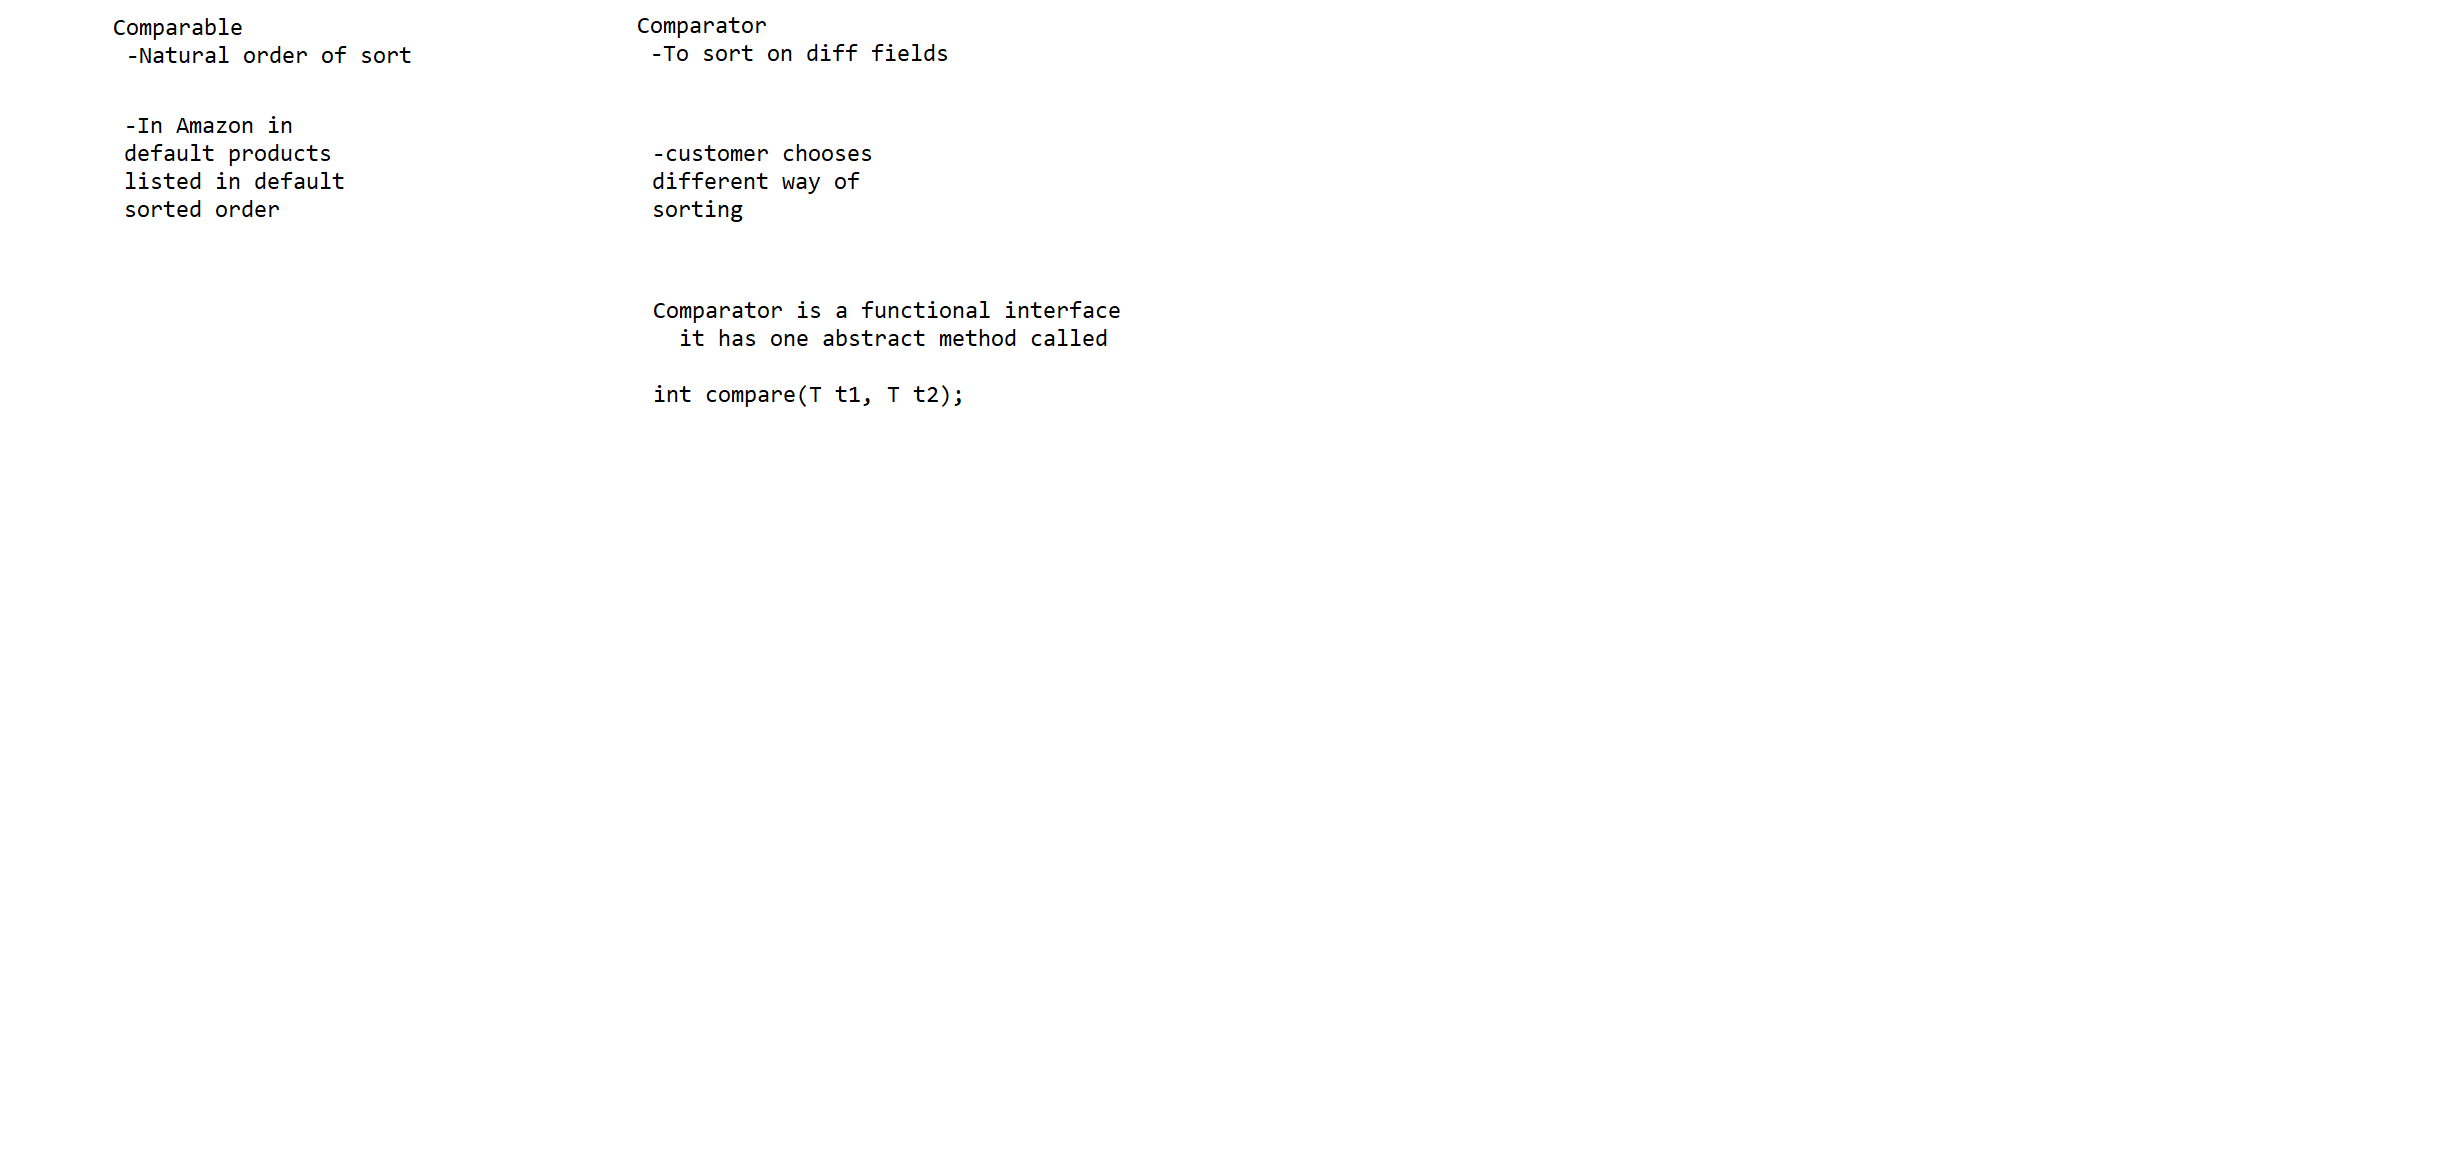 Comparable
-Natural order of sort
-In Amazon in
default products
listed in default
sorted order
Comparator
-To sort on diff fields
-customer chooses
different way of
sorting
Comparator is a functional interface
it has one abstract method called
int compare(T t1, T t2);